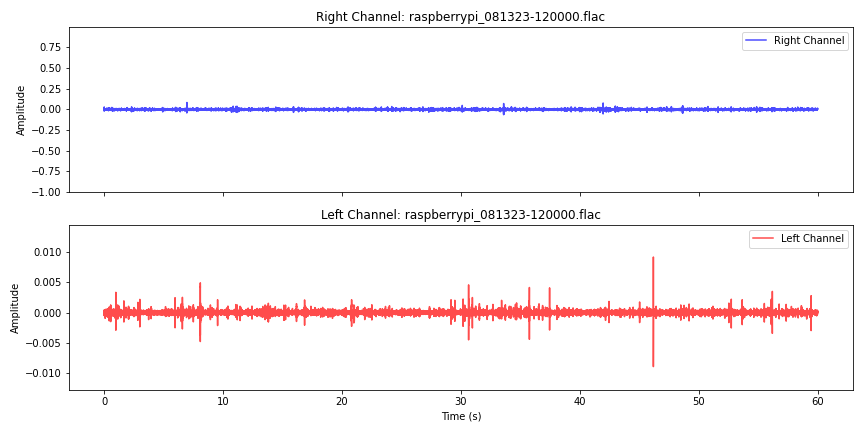 Right Channel: raspberrypi_081323-120000.flac
Right Channel
Amplitude
0.75
0.50
0.25
0.00
−0.25
−0.50
−0.75
−1.00
Left Channel: raspberrypi_081323-120000.flac
Left Channel
Amplitude
0.010
0.005
0.000
−0.005
−0.010
0 10 20 30 40 50 60
Time (s)